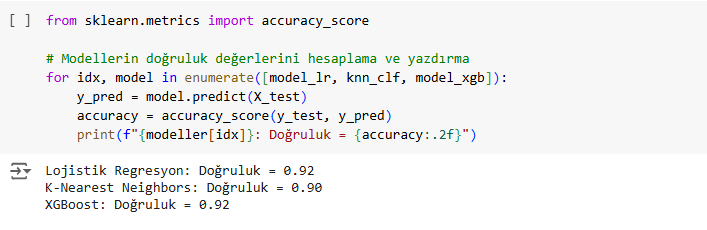 [ ] from sklearn.metrics import accuracy_score
# Modellerin doğruluk değerlerini hesaplama ve yazdırma
for idx, model in enumerate([model_lr, knn_clf, model_xgb]):
    y_pred = model.predict(X_test)
    accuracy = accuracy_score(y_test, y_pred)
    print(f"{modeller[idx]}: Doğruluk = {accuracy:.2f}")
Lojistik Regresyon: Doğruluk = 0.92
K-Nearest Neighbors: Doğruluk = 0.90
XGBoost: Doğruluk = 0.92